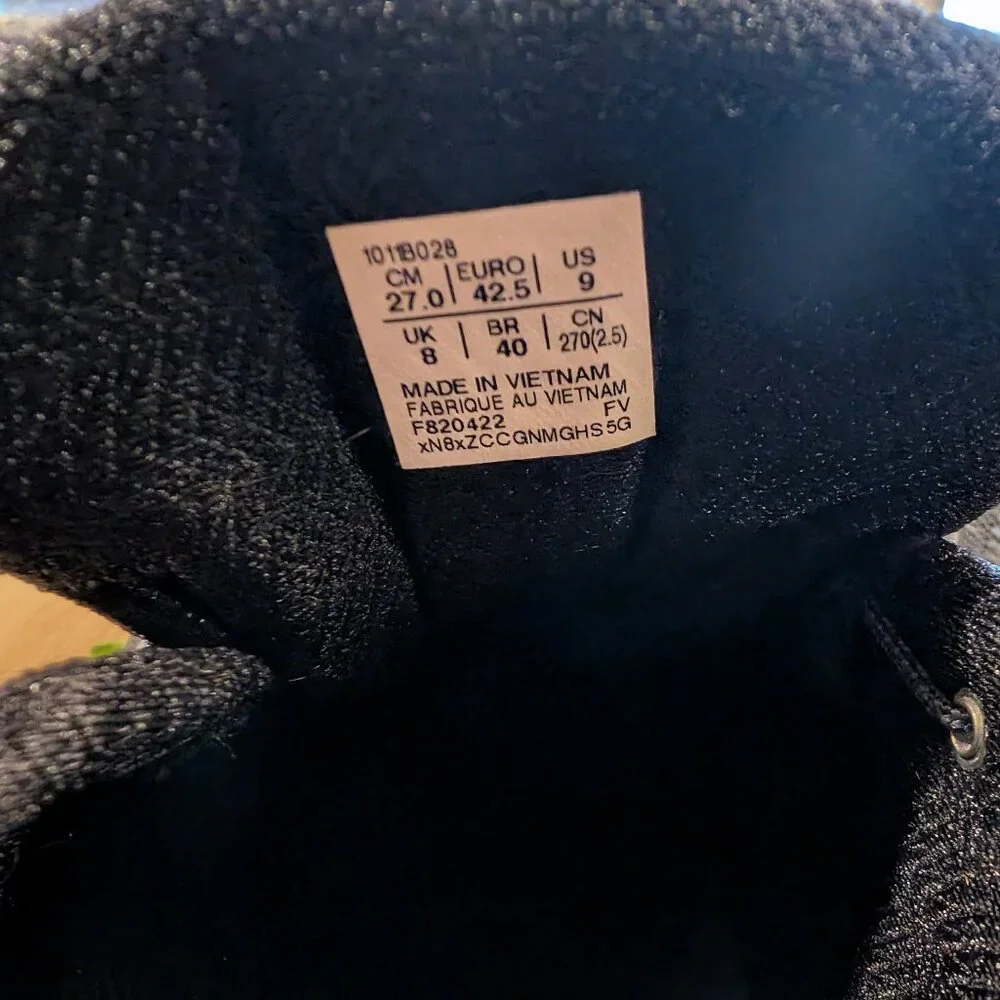 1011B028
CM | EURO | US
27.0 | 42.5 | 9
UK | BR | CN
8 | 40 | 270(2.5)
MADE IN VIETNAM
FABRIQUE AU VIETNAM
F820422 FV
xN8xZCCGNMGHS5G